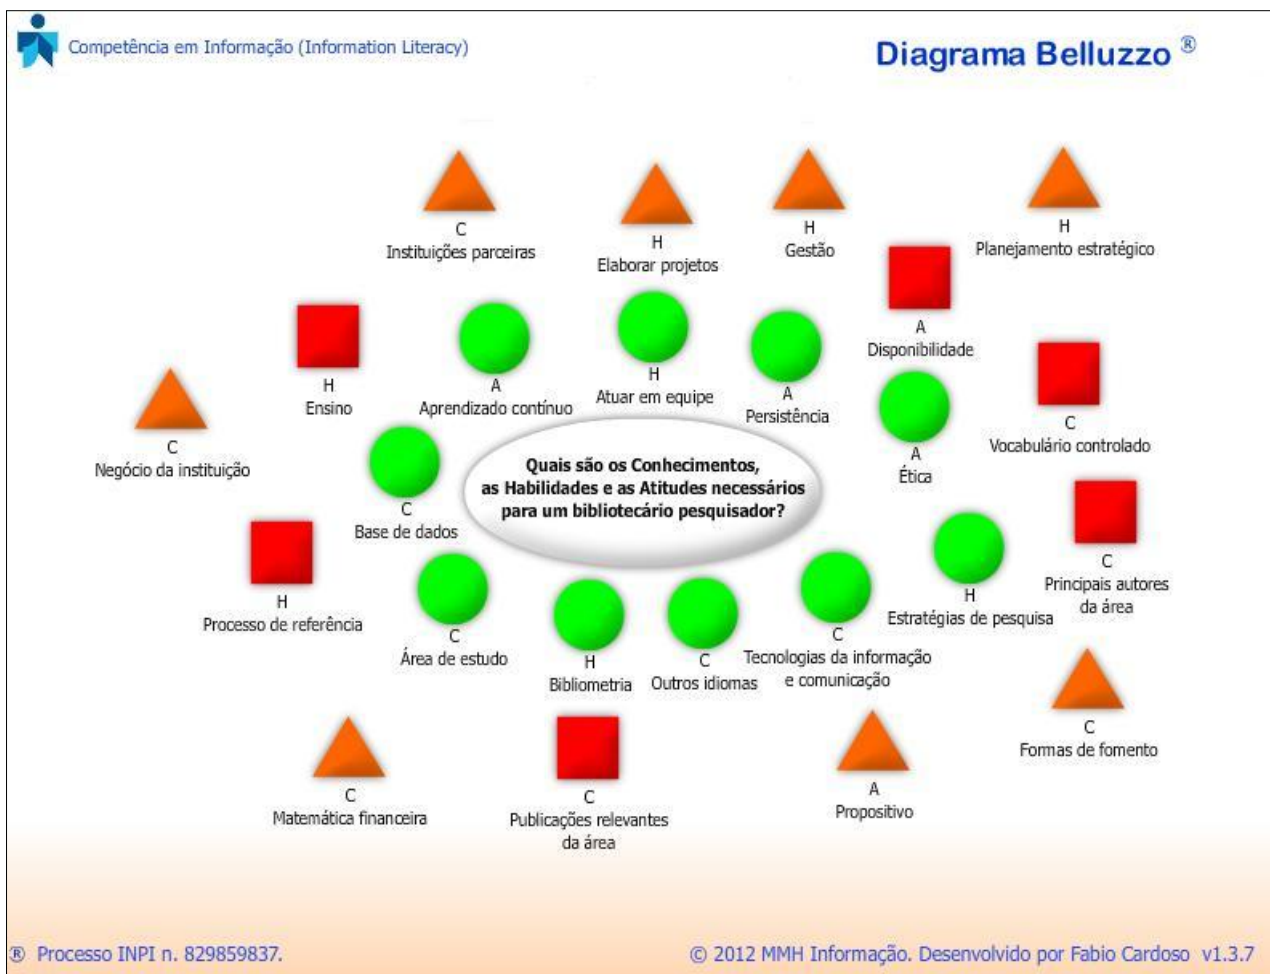 Competência em Informação (Information Literacy)
Diagrama Belluzzo ®
C
Instituições parceiras
H
Elaborar projetos
H
Gestão
H
Planejamento estratégico
A
Disponibilidade
H
Ensino
A
Aprendizado contínuo
H
Atuar em equipe
A
Persistência
C
Vocabulário controlado
C
Negócio da instituição
A
Ética
Quais são os Conhecimentos,
as Habilidades e as Atitudes necessários
para um bibliotecário pesquisador?
C
Base de dados
C
Principais autores
da área
H
Processo de referência
H
Estratégias de pesquisa
C
Área de estudo
H
Bibliometria
C
Outros idiomas
C
Tecnologias da informação
e comunicação
C
Formas de fomento
C
Matemática financeira
C
Publicações relevantes
da área
A
Propositivo
® Processo INPI n. 829859837.
© 2012 MMH Informação. Desenvolvido por Fabio Cardoso v1.3.7